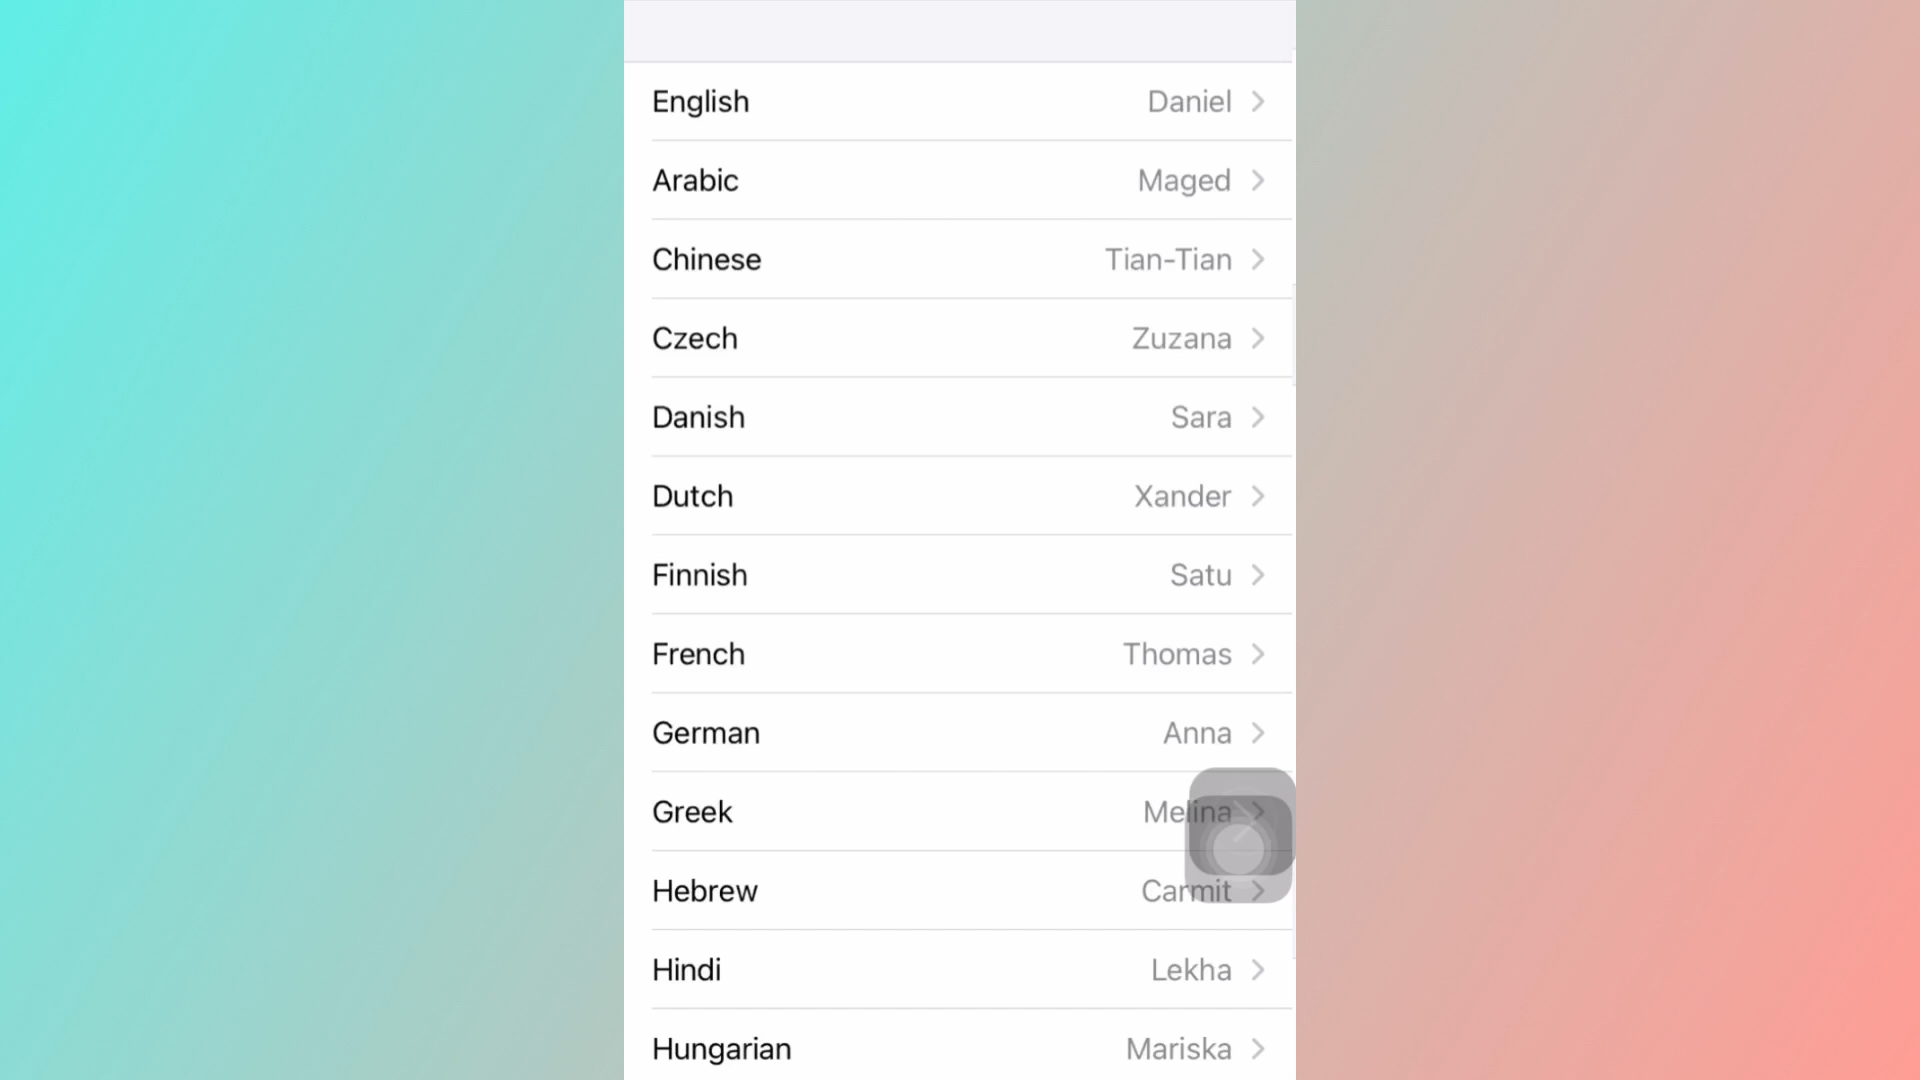 English Daniel
Arabic Maged
Chinese Tian-Tian
Czech Zuzana
Danish Sara
Dutch Xander
Finnish Satu
French Thomas
German Anna
Greek Melina
Hebrew Carmit
Hindi Lekha
Hungarian Mariska